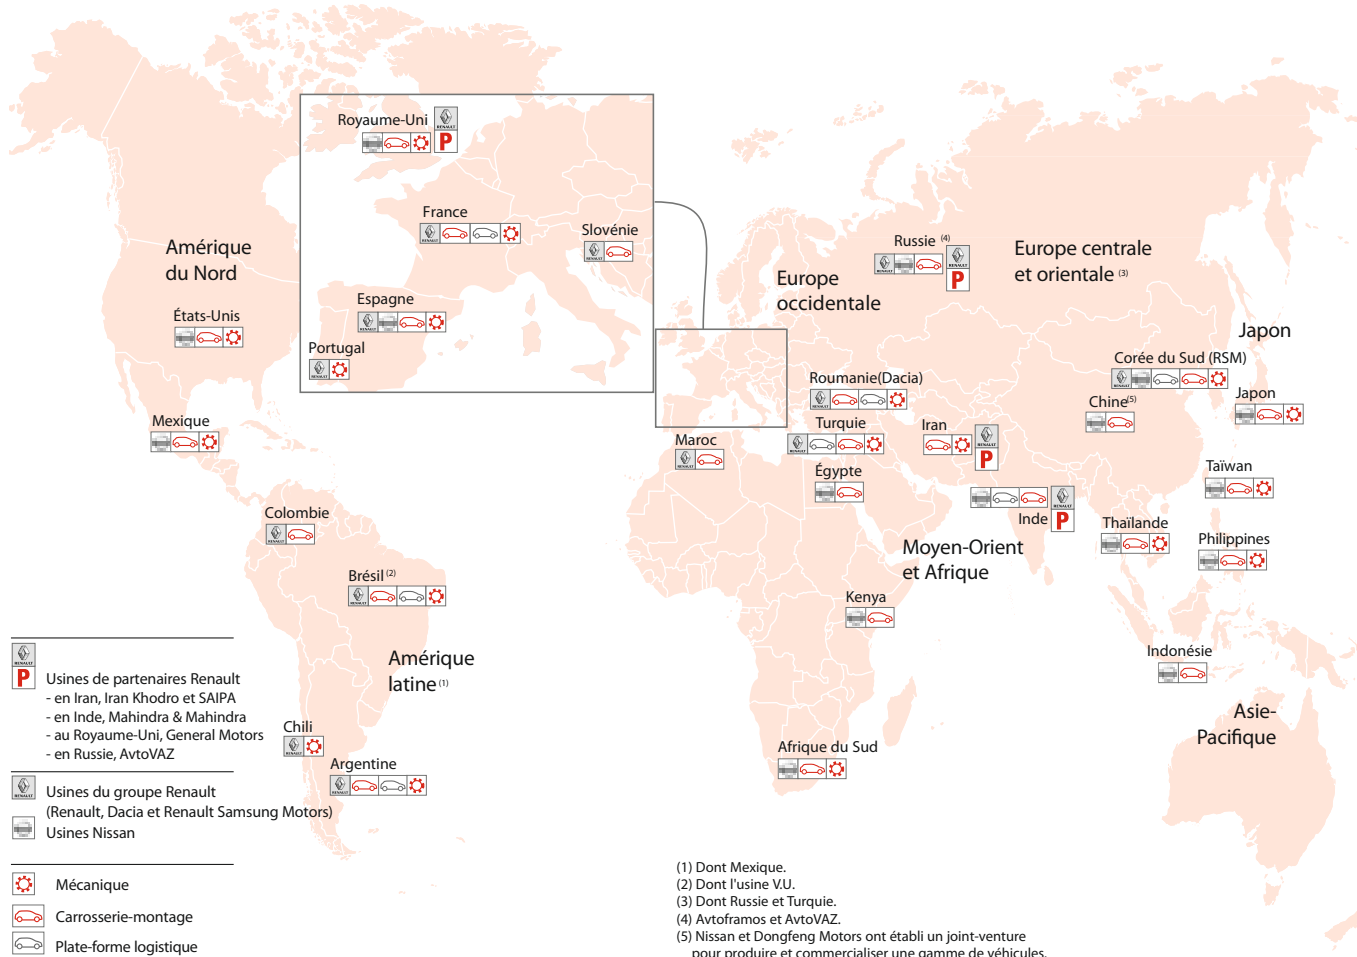 Royaume-Uni
France
Slovénie
Espagne
Portugal
Amérique
du Nord
États-Unis
Mexique
Colombie
Brésil (2)
Amérique
latine (1)
Chili
Argentine
Europe
occidentale
Russie (4)
Europe centrale
et orientale (3)
Japon
Corée du Sud (RSM)
Chine(5)
Japon
Roumanie(Dacia)
Turquie
Iran
Maroc
Égypte
Inde
Taïwan
Thaïlande
Philippines
Moyen-Orient
et Afrique
Kenya
Indonésie
Asie-
Pacifique
Afrique du Sud
RENAULT
P
Usines de partenaires Renault
- en Iran, Iran Khodro et SAIPA
- en Inde, Mahindra & Mahindra
- au Royaume-Uni, General Motors
- en Russie, AvtoVAZ
RENAULT
Usines du groupe Renault
(Renault, Dacia et Renault Samsung Motors)
Usines Nissan
Mécanique
Carrosserie-montage
Plate-forme logistique
(1) Dont Mexique.
(2) Dont l'usine V.U.
(3) Dont Russie et Turquie.
(4) Avtoframos et AvtoVAZ.
(5) Nissan et Dongfeng Motors ont établi un joint-venture
pour produire et commercialiser une gamme de véhicules.